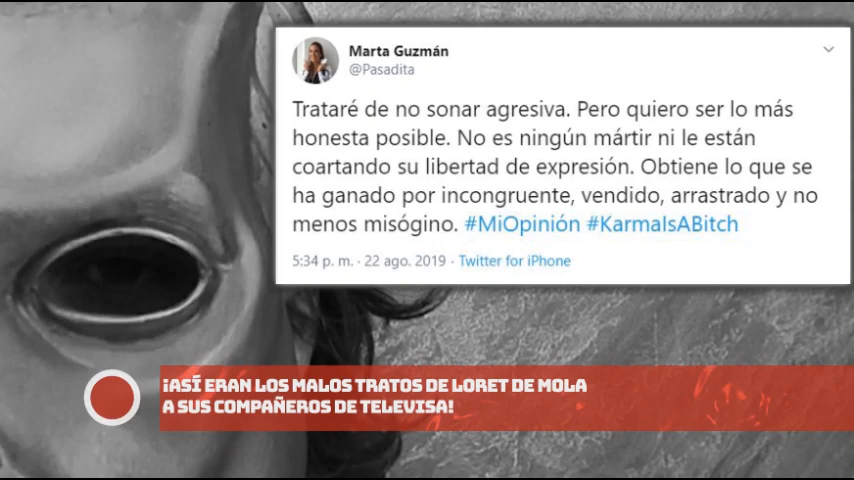 Marta Guzmán
@Pasadita
Trataré de no sonar agresiva. Pero quiero ser lo más
honesta posible. No es ningún mártir ni le están
coartando su libertad de expresión. Obtiene lo que se
ha ganado por incongruente, vendido, arrastrado y no
menos misógino. #MiOpinión #KarmaIsABitch
5:34 p. m. · 22 ago. 2019 · Twitter for iPhone
¡ASÍ ERAN LOS MALOS TRATOS DE LORET DE MOLA
A SUS COMPAÑEROS DE TELEVISA!